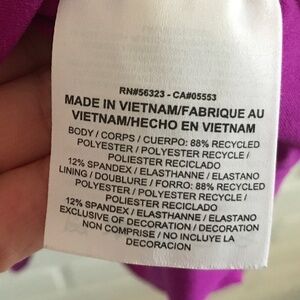 RN#56323 - CA#05553
MADE IN VIETNAM/FABRIQUE AU
VIETNAM/HECHO EN VIETNAM
BODY / CORPS / CUERPO: 88% RECYCLED
POLYESTER / POLYESTER RECYCLE /
POLIESTER RECICLADO
12% SPANDEX / ELASTHANNE / ELASTANO
LINING / DOUBLURE / FORRO: 88% RECYCLED
POLYESTER / POLYESTER RECYCLE /
POLIESTER RECICLADO
12% SPANDEX / ELASTHANNE / ELASTANO
EXCLUSIVE OF DECORATION / DECORATION
NON COMPRISE / NO INCLUYE LA
DECORACION